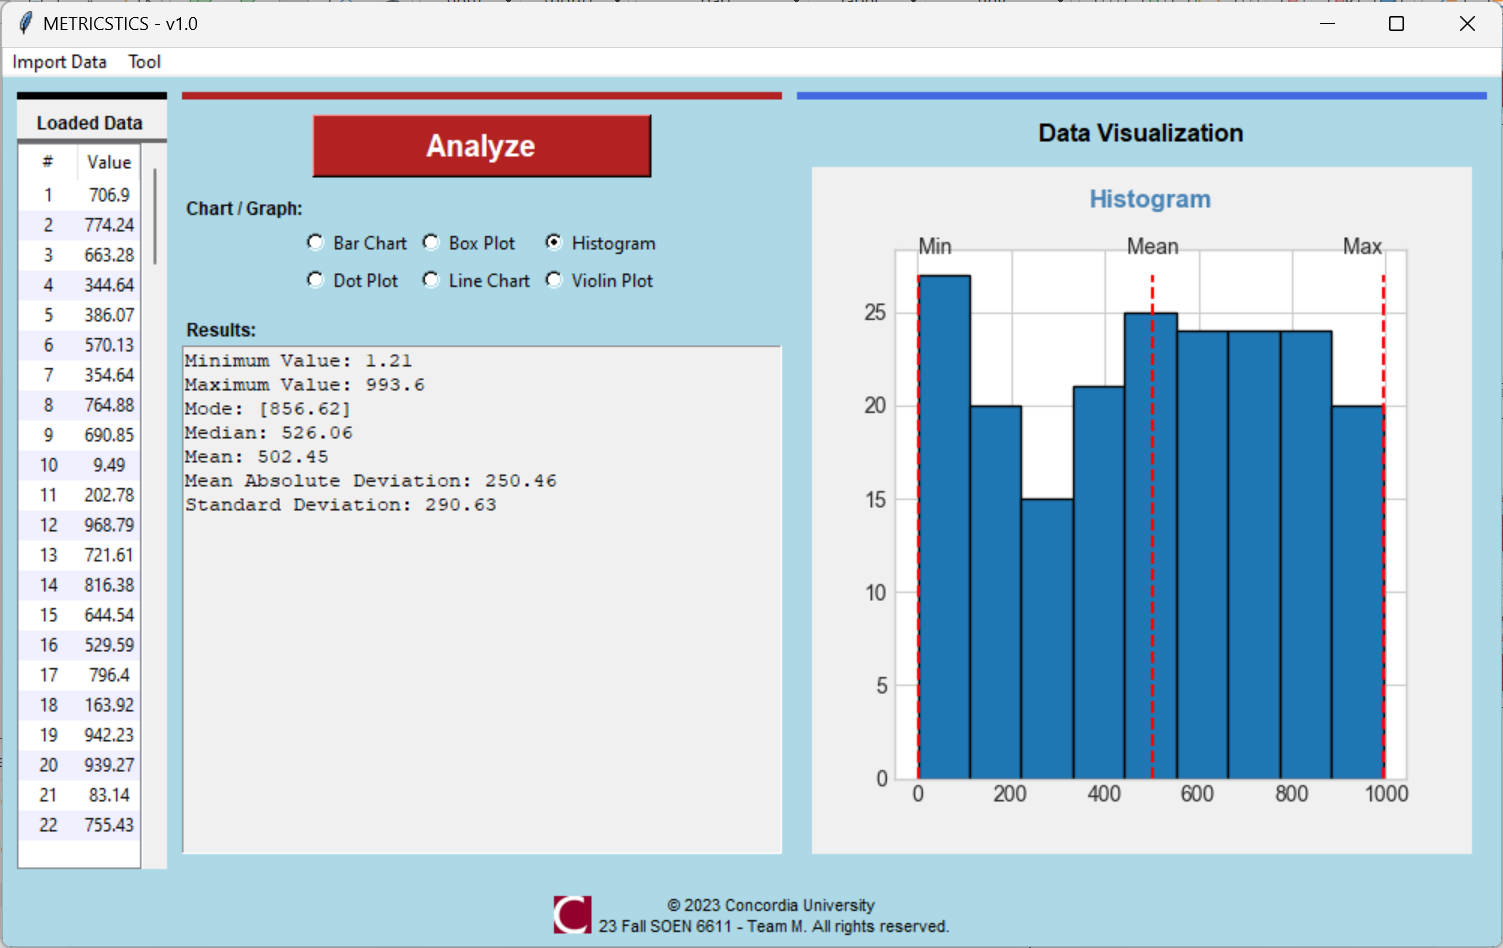 METRICSTICS - v1.0
Import Data Tool
Loaded Data
# Value
1 706.9
2 774.24
3 663.28
4 344.64
5 386.07
6 570.13
7 354.64
8 764.88
9 690.85
10 9.49
11 202.78
12 968.79
13 721.61
14 816.38
15 644.54
16 529.59
17 796.4
18 163.92
19 942.23
20 939.27
21 83.14
22 755.43
Analyze
Chart / Graph:
Bar Chart Box Plot Histogram
Dot Plot Line Chart Violin Plot
Results:
Minimum Value: 1.21
Maximum Value: 993.6
Mode: [856.62]
Median: 526.06
Mean: 502.45
Mean Absolute Deviation: 250.46
Standard Deviation: 290.63
Data Visualization
Histogram
Min Mean Max
25
20
15
10
5
0
0 200 400 600 800 1000
© 2023 Concordia University
23 Fall SOEN 6611 - Team M. All rights reserved.